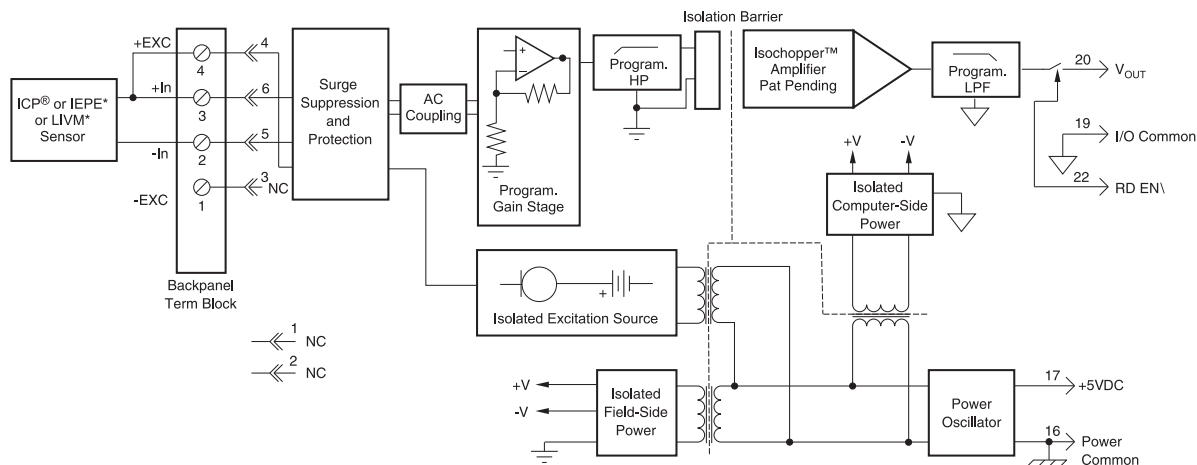 Isolation Barrier
+EXC
4
4
ICP® or IEPE*
or LIVM*
Sensor
+In
3
6
-In
2
5
-EXC
1
3
NC
Backpanel
Term Block
1
NC
2
NC
Surge
Suppression
and
Protection
AC
Coupling
+
–
Program.
Gain Stage
Program.
HP
Isochopper™
Amplifier
Pat Pending
Program.
LPF
20
VOUT
19
I/O Common
22
RD EN\
+V
-V
Isolated
Computer-Side
Power
+
Isolated Excitation Source
+V
-V
Isolated
Field-Side
Power
Power
Oscillator
17
+5VDC
16
Power
Common